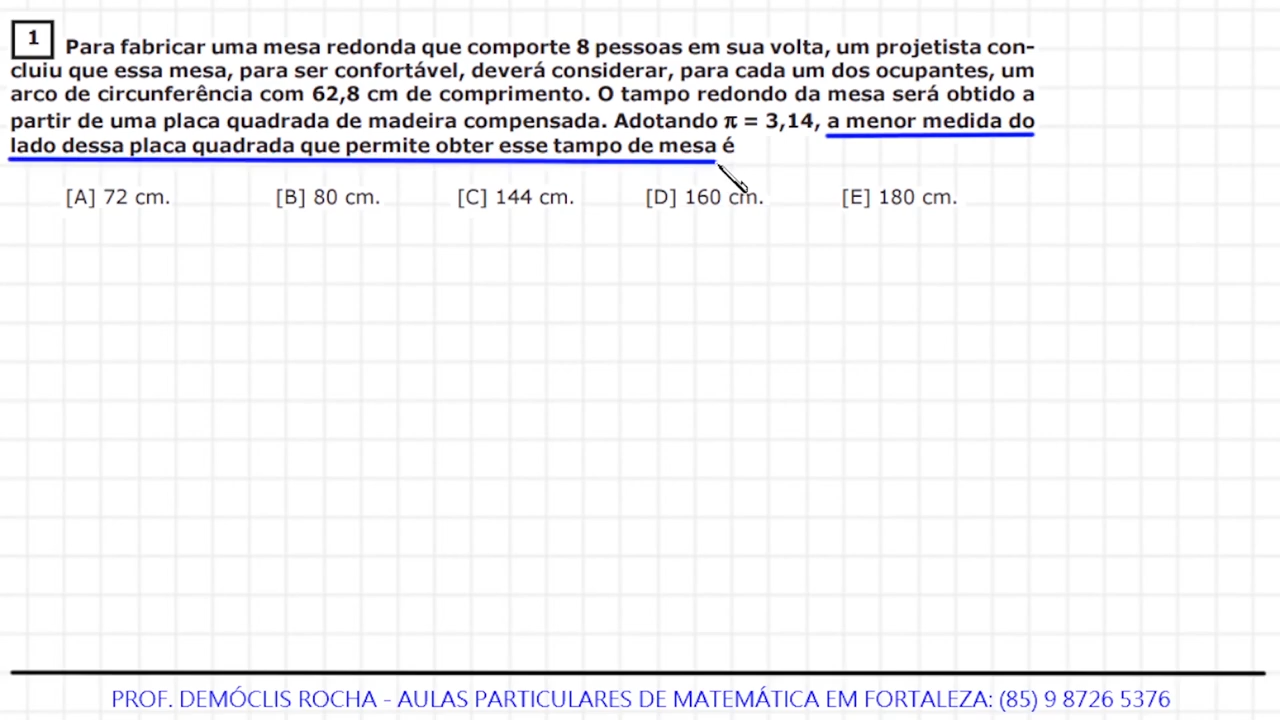 1 Para fabricar uma mesa redonda que comporte 8 pessoas em sua volta, um projetista con-
cluiu que essa mesa, para ser confortável, deverá considerar, para cada um dos ocupantes, um
arco de circunferência com 62,8 cm de comprimento. O tampo redondo da mesa será obtido a
partir de uma placa quadrada de madeira compensada. Adotando π = 3,14, a menor medida do
lado dessa placa quadrada que permite obter esse tampo de mesa é
[A] 72 cm. [B] 80 cm. [C] 144 cm. [D] 160 cm. [E] 180 cm.
PROF. DEMÓCLIS ROCHA - AULAS PARTICULARES DE MATEMÁTICA EM FORTALEZA: (85) 9 8726 5376